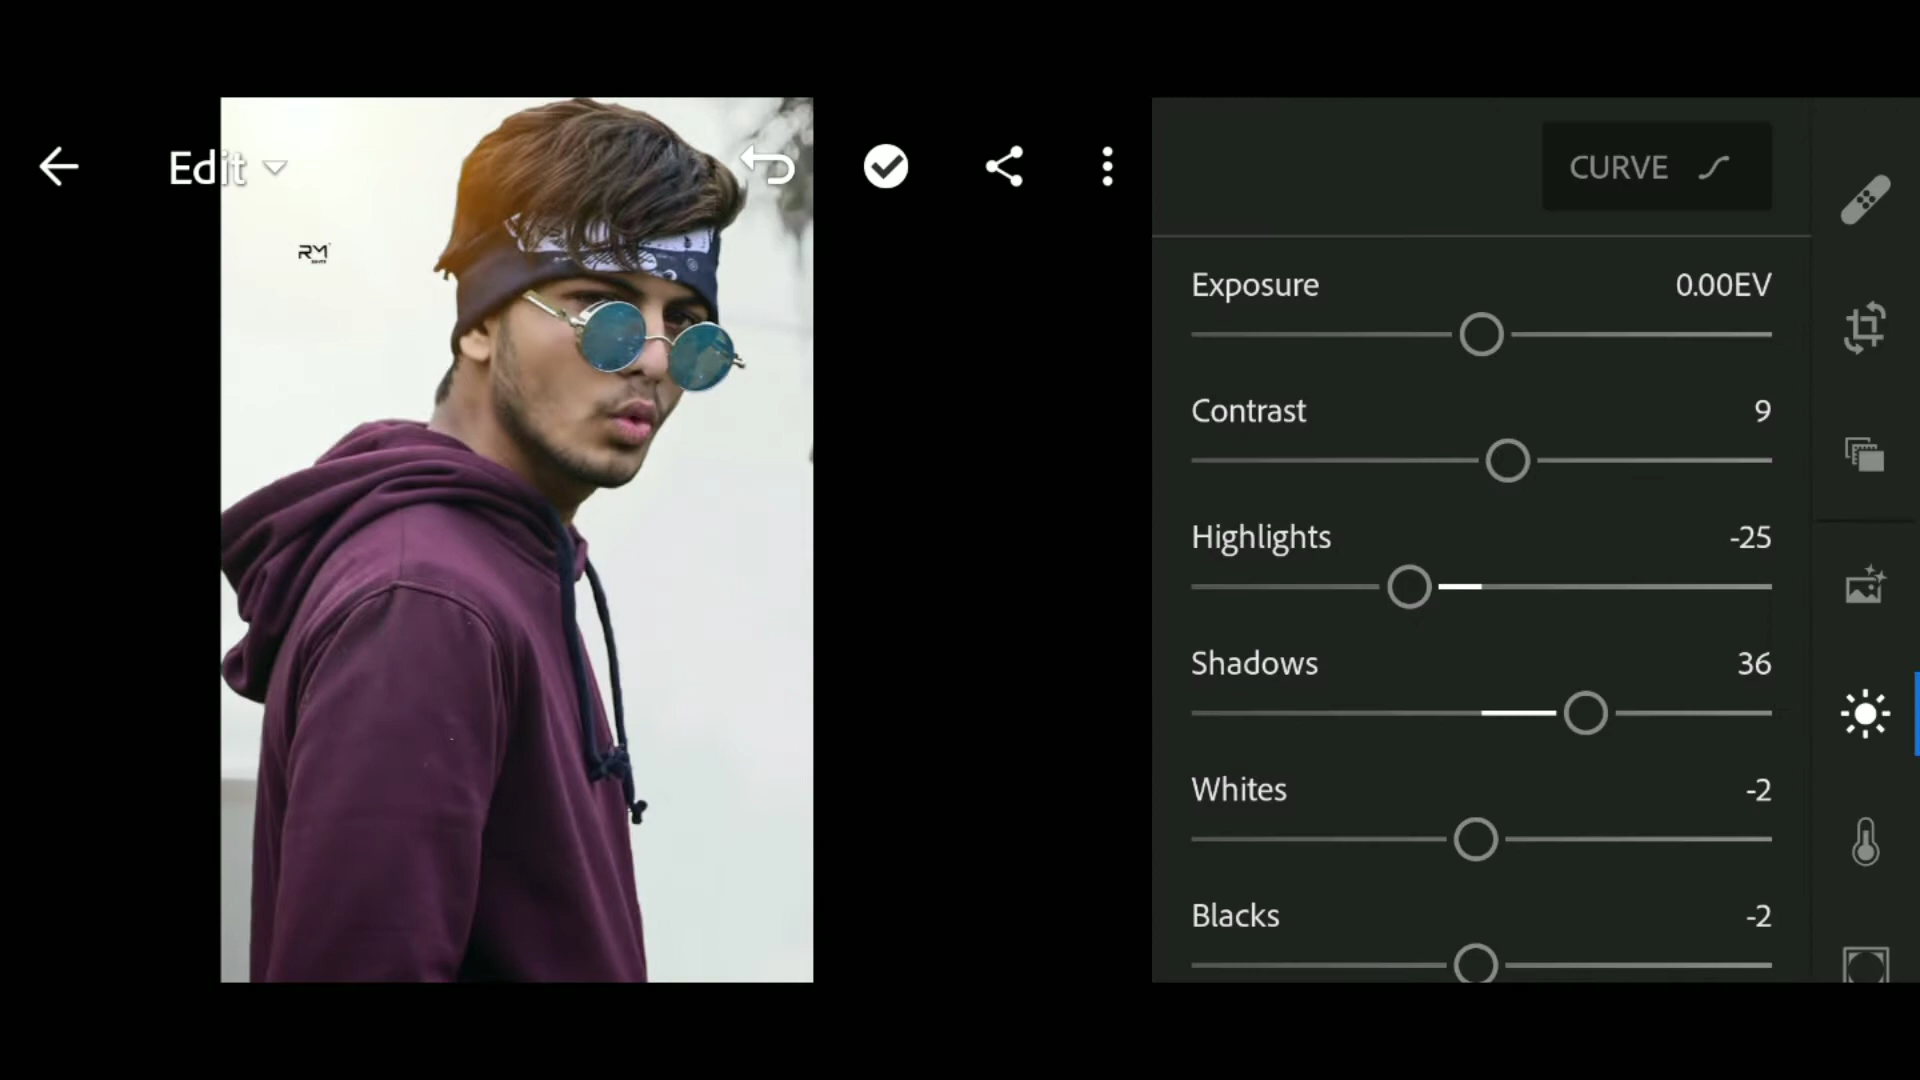 Edit
CURVE
RM
Exposure 0.00EV
Contrast 9
Highlights -25
Shadows 36
Whites -2
Blacks -2